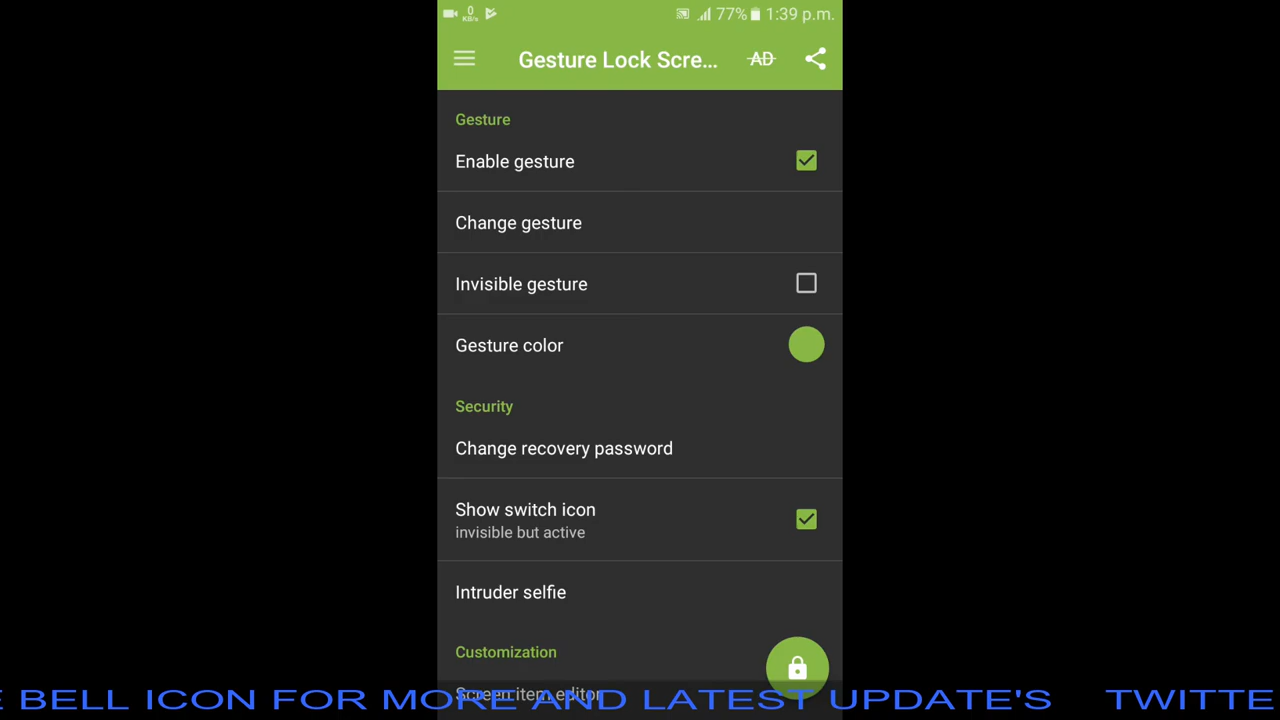 0 KB/s 77% 1:39 p.m.
Gesture Lock Scre... AD
Gesture
Enable gesture
Change gesture
Invisible gesture
Gesture color
Security
Change recovery password
Show switch icon
invisible but active
Intruder selfie
Customization
Screen item editor
E BELL ICON FOR MORE AND LATEST UPDATE'S TWITTE